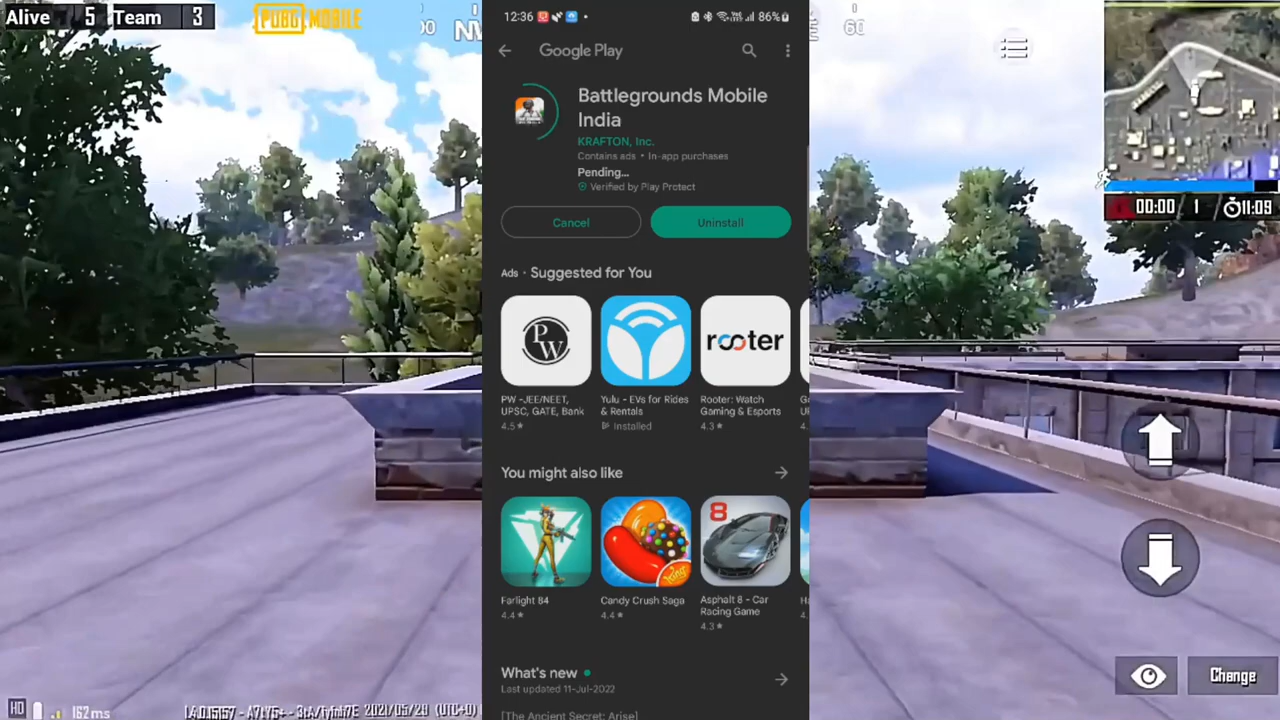 Alive 5 Team 3
PUBG MOBILE
NW
60
12:36
86%
Google Play
Battlegrounds Mobile
India
KRAFTON, Inc.
Contains ads • In-app purchases
Pending...
Verified by Play Protect
Cancel
Uninstall
Ads · Suggested for You
PW
rooter
PW -JEE/NEET,
UPSC, GATE, Bank
4.5★
Yulu - EVs for Rides
& Rentals
Installed
Rooter: Watch
Gaming & Esports
4.3★
You might also like
8
king
Farlight 84
4.4★
Candy Crush Saga
4.4★
Asphalt 8 - Car
Racing Game
4.3★
What's new
Last updated 11-Jul-2022
[The Ancient Secret: Arise]
00:00
1
11:09
Change
HD
162ms